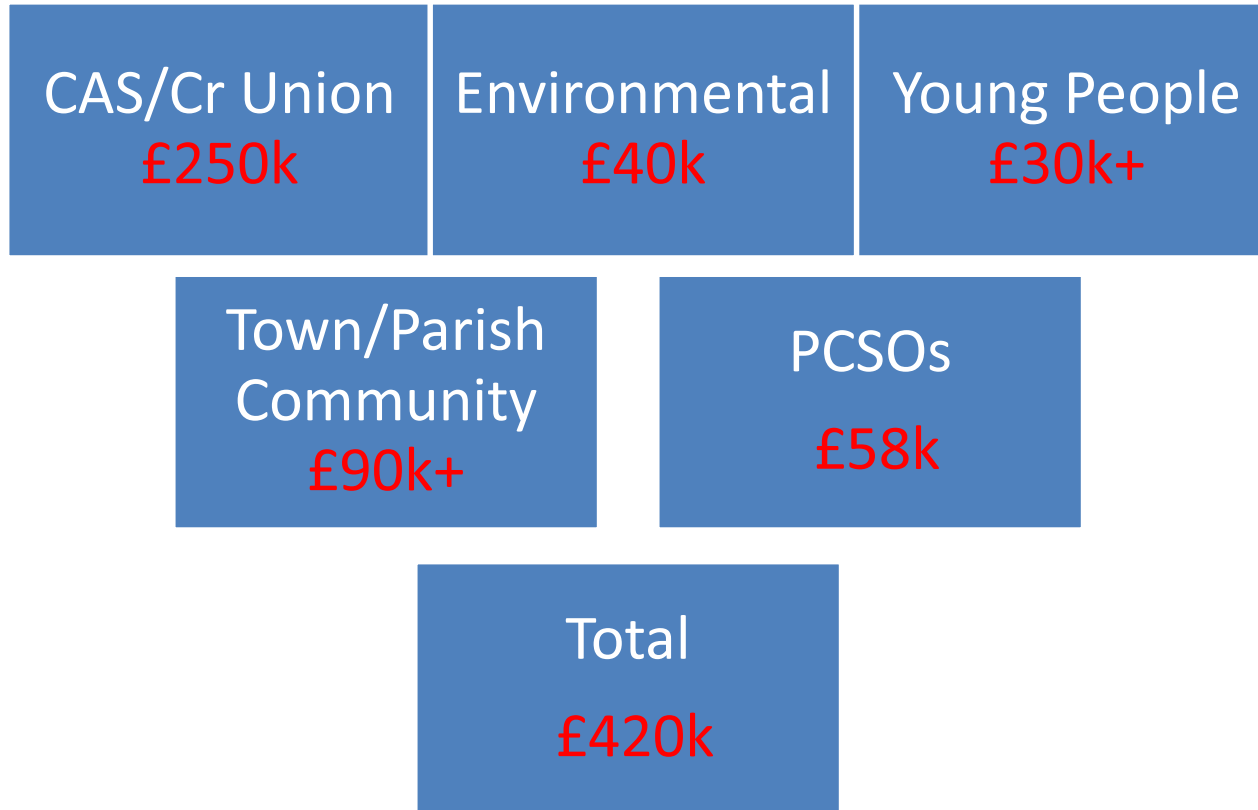 CAS/Cr Union
£250k
Environmental
£40k
Young People
£30k+
Town/Parish
Community
£90k+
PCSOs
£58k
Total
£420k